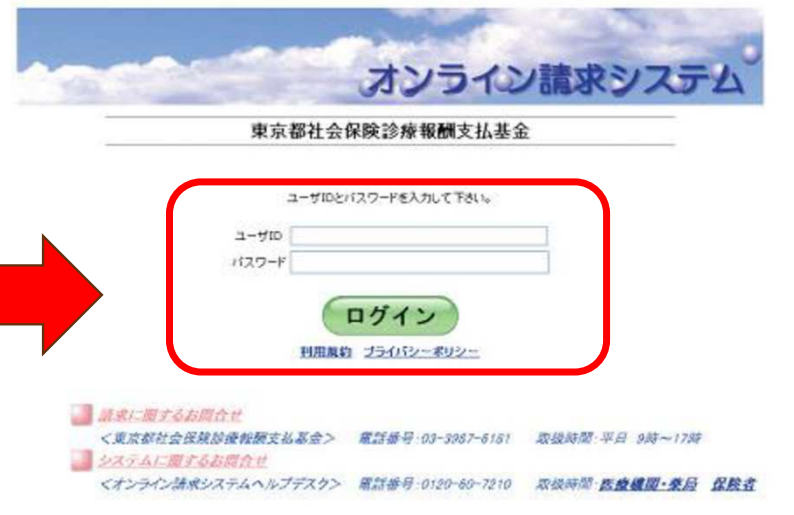 オンライン請求システム
東京都社会保険診療報酬支払基金
ユーザIDとパスワードを入力して下さい。
ユーザID
パスワード
ログイン
利用規約 プライバシーポリシー
請求に関するお問合せ
<東京都社会保険診療報酬支払基金> 電話番号:03-3987-6181 取扱時間:平日 9時～17時
システムに関するお問合せ
<オンライン請求システムヘルプデスク> 電話番号:0120-60-7210 取扱時間:医療機関・薬局 保険者